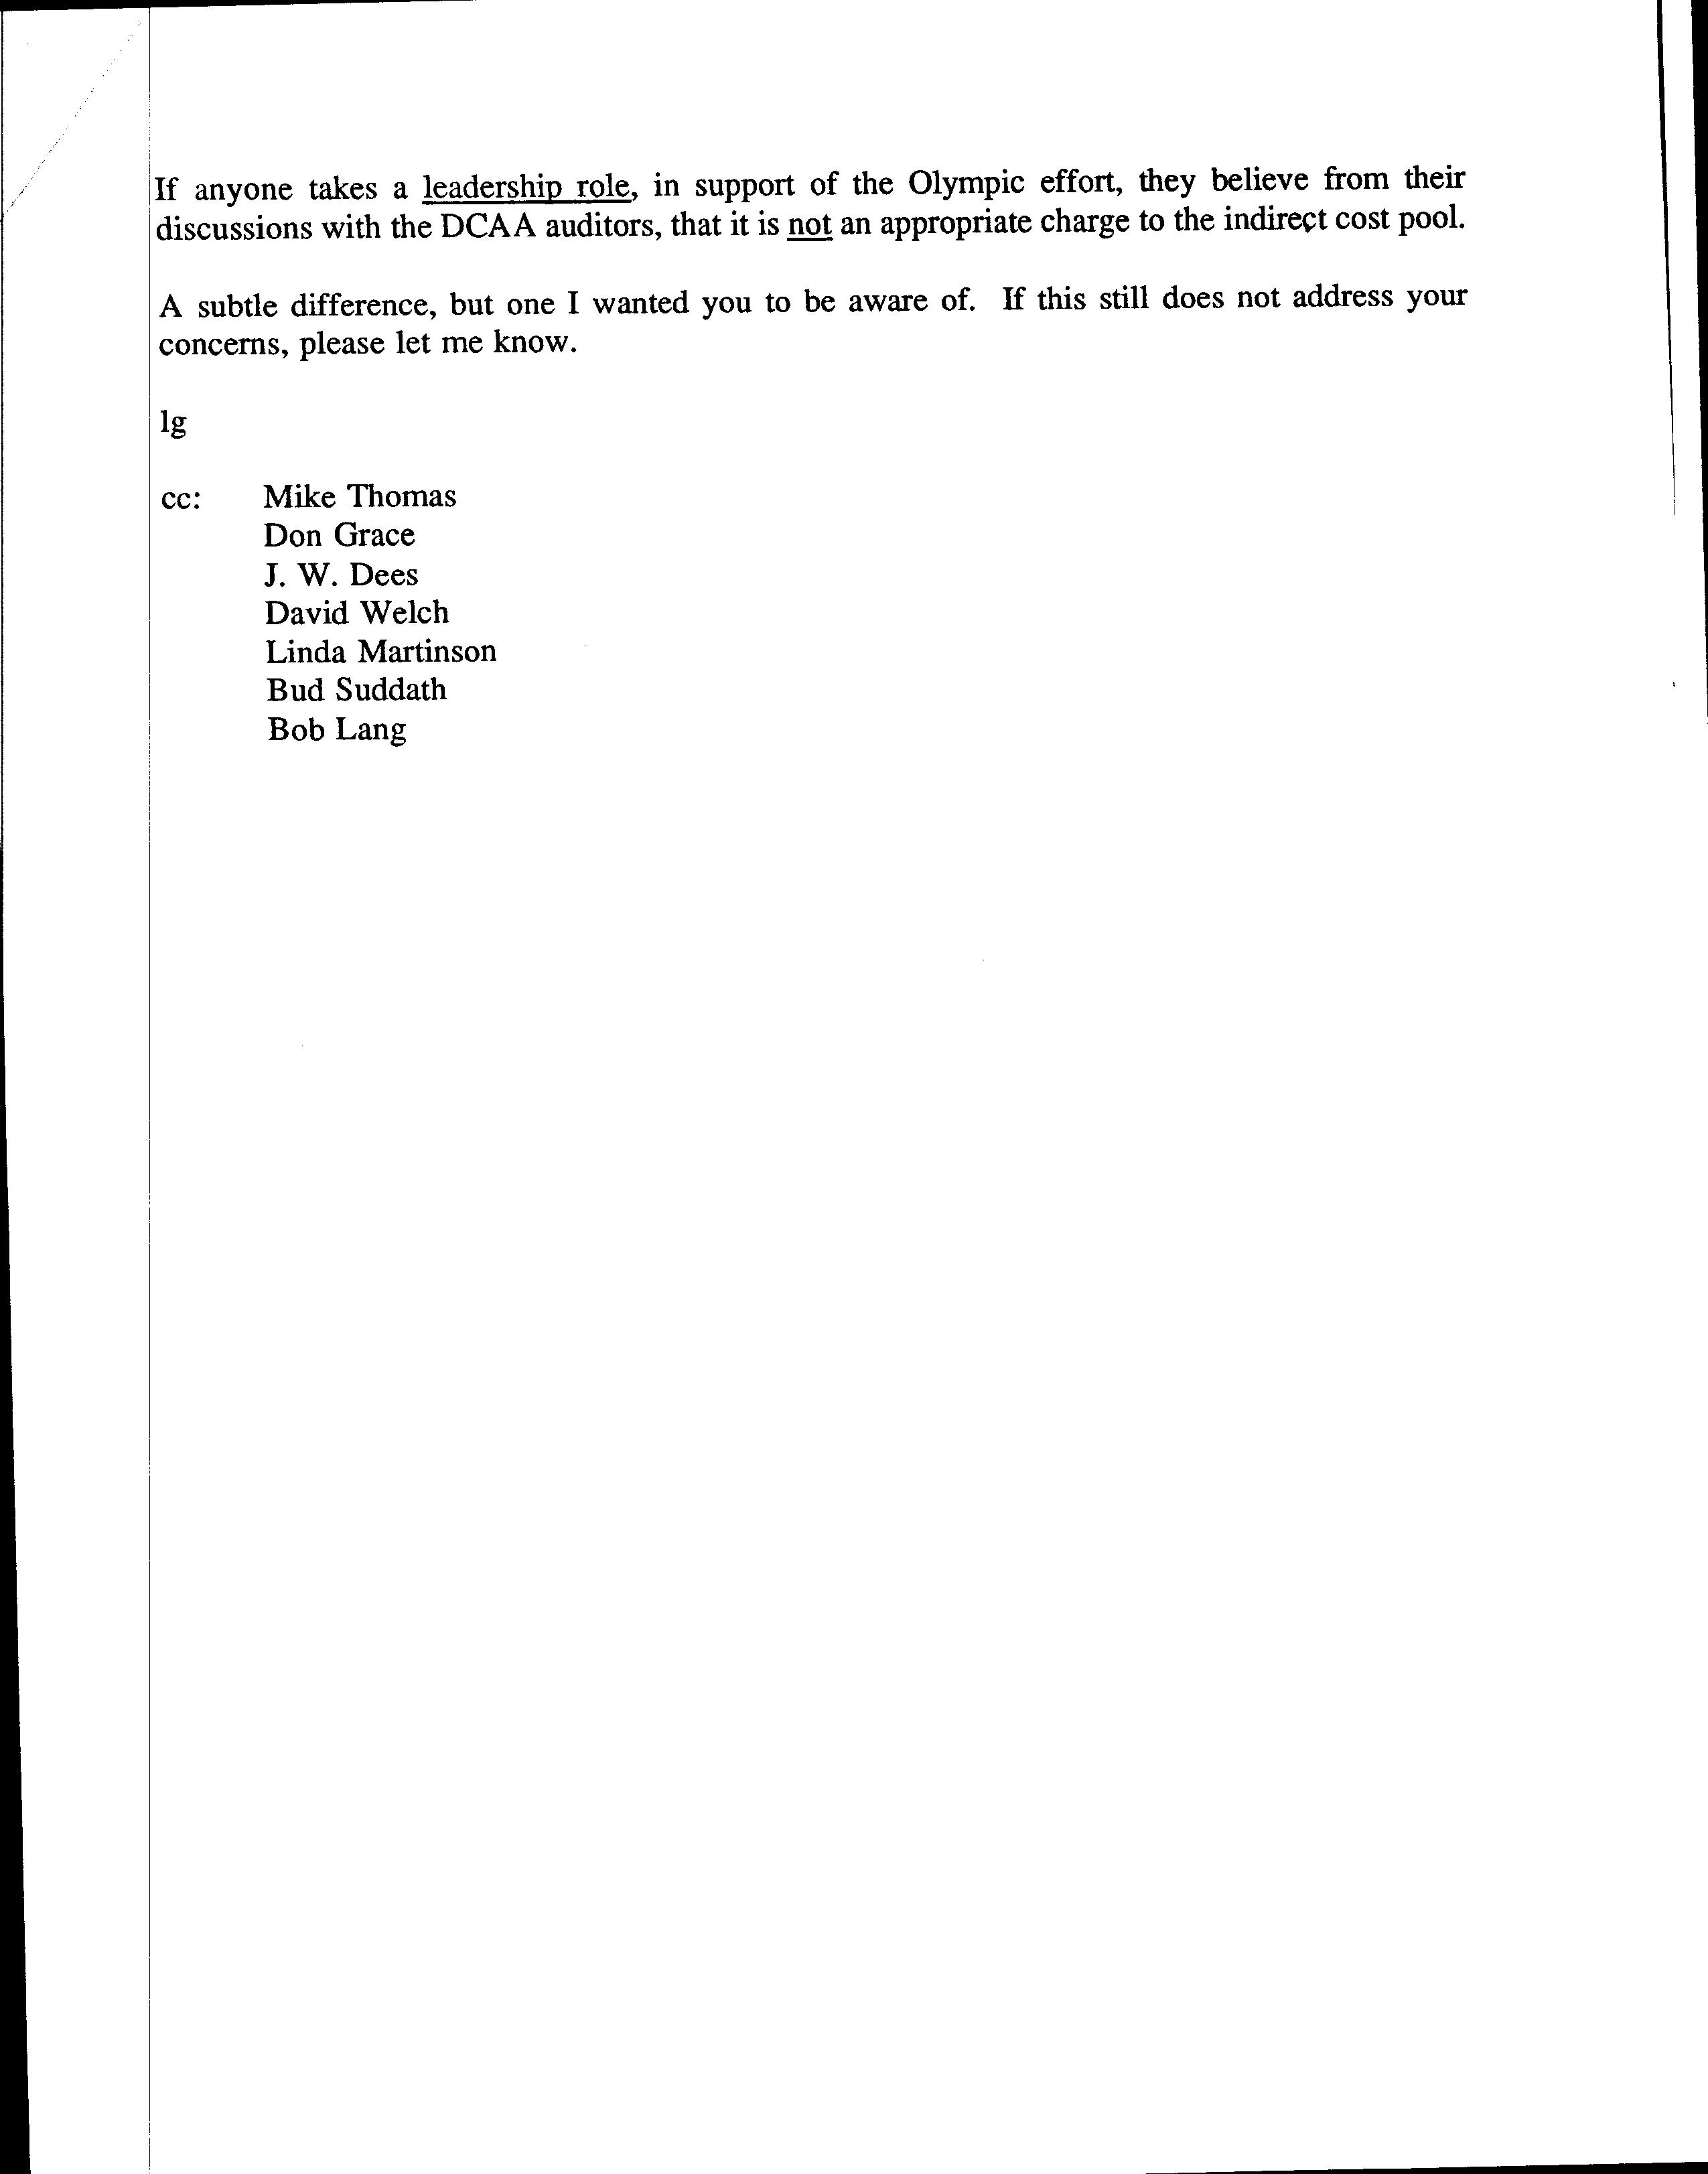 If anyone takes a leadership role, in support of the Olympic effort, they believe from their
discussions with the DCAA auditors, that it is not an appropriate charge to the indirect cost pool.
A subtle difference, but one I wanted you to be aware of. If this still does not address your
concerns, please let me know.
lg
cc: Mike Thomas
Don Grace
J. W. Dees
David Welch
Linda Martinson
Bud Suddath
Bob Lang